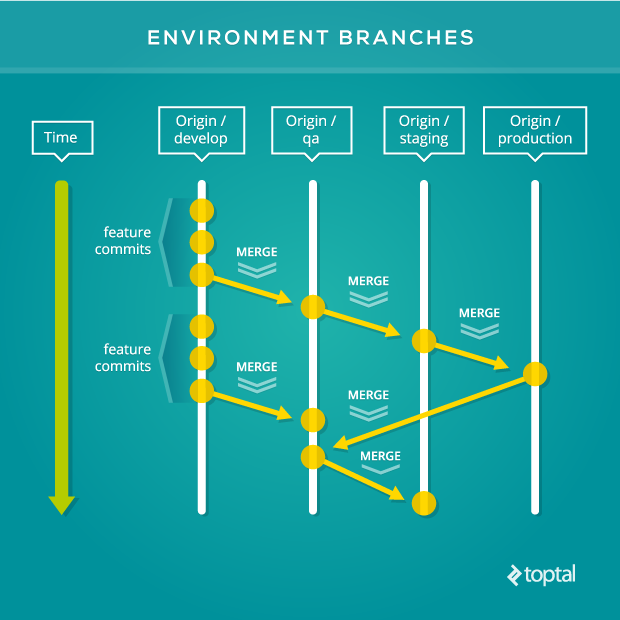 ENVIRONMENT BRANCHES
Time
Origin /
develop
Origin /
qa
Origin /
staging
Origin /
production
feature
commits
MERGE
MERGE
MERGE
feature
commits
MERGE
MERGE
MERGE
toptal